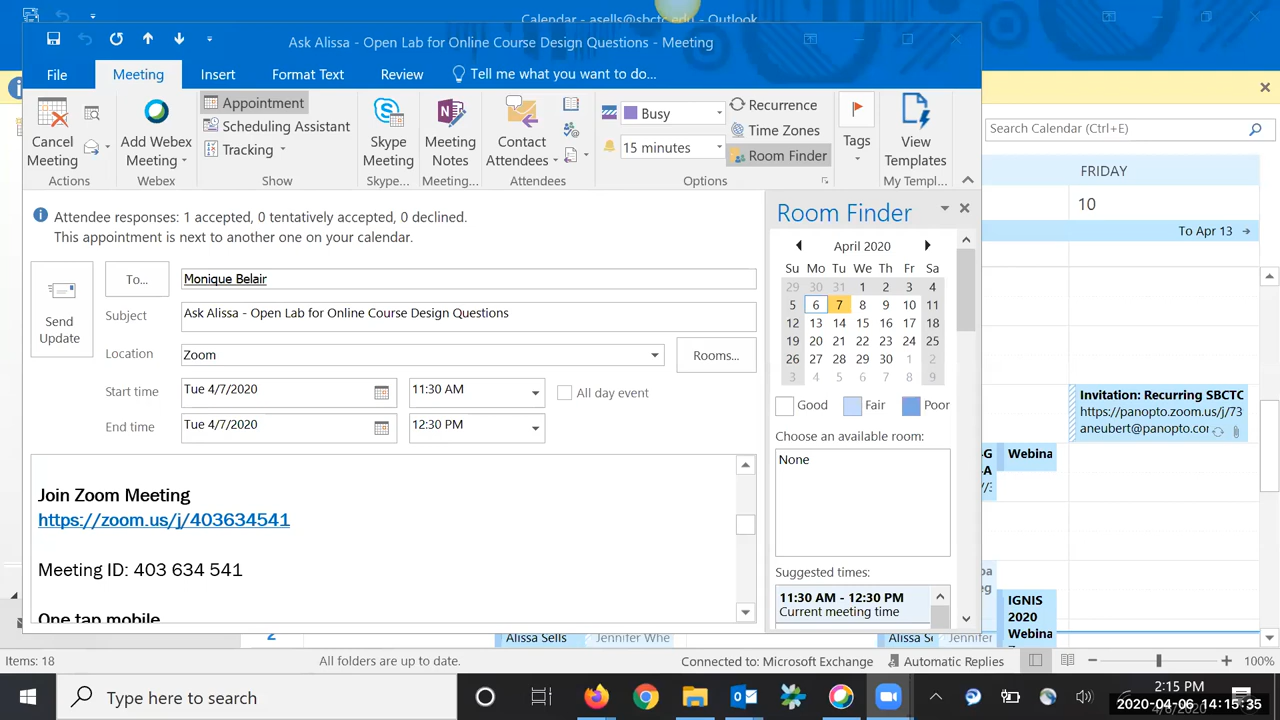 Calendar - asells@sbctc.edu - Outlook
Ask Alissa - Open Lab for Online Course Design Questions - Meeting
File Meeting Insert Format Text Review Tell me what you want to do...
Cancel Meeting
Add Webex Meeting
Appointment
Scheduling Assistant
Tracking
Skype Meeting
Meeting Notes
Contact Attendees
Busy
15 minutes
Recurrence
Time Zones
Room Finder
Tags
View Templates
Actions Webex Show Skype... Meeting... Attendees Options My Templ...
Search Calendar (Ctrl+E)
FRIDAY
10
To Apr 13
Attendee responses: 1 accepted, 0 tentatively accepted, 0 declined.
This appointment is next to another one on your calendar.
Send Update
To... Monique Belair
Subject Ask Alissa - Open Lab for Online Course Design Questions
Location Zoom Rooms...
Start time Tue 4/7/2020 11:30 AM All day event
End time Tue 4/7/2020 12:30 PM
Join Zoom Meeting
https://zoom.us/j/403634541
Meeting ID: 403 634 541
One tap mobile
Room Finder
April 2020
Su Mo Tu We Th Fr Sa
29 30 31 1 2 3 4
5 6 7 8 9 10 11
12 13 14 15 16 17 18
19 20 21 22 23 24 25
26 27 28 29 30 1 2
3 4 5 6 7 8 9
Good Fair Poor
Choose an available room:
None
Suggested times:
11:30 AM - 12:30 PM
Current meeting time
Invitation: Recurring SBCTC
https://panopto.zoom.us/j/73
aneubert@panopto.cor
Webina
IGNIS
2020
Webina
2 Alissa Sells Jennifer Whe Alissa Se Jennifer
Items: 18 All folders are up to date. Connected to: Microsoft Exchange Automatic Replies 100%
Type here to search
2:15 PM
2020-04-06 14:15:35